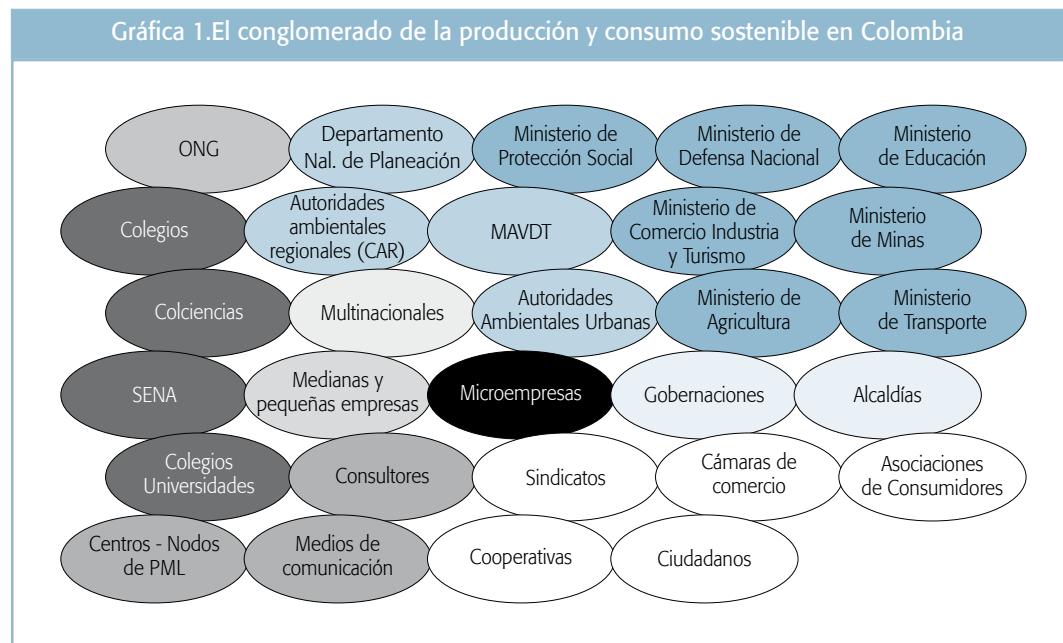 Gráfica 1.El conglomerado de la producción y consumo sostenible en Colombia
ONG
Departamento
Nal. de Planeación
Ministerio de
Protección Social
Ministerio de
Defensa Nacional
Ministerio
de Educación
Colegios
Autoridades
ambientales
regionales (CAR)
MAVDT
Ministerio de
Comercio Industria
y Turismo
Ministerio
de Minas
Colciencias
Multinacionales
Autoridades
Ambientales Urbanas
Ministerio de
Agricultura
Ministerio
de Transporte
SENA
Medianas y
pequeñas empresas
Microempresas
Gobernaciones
Alcaldías
Colegios
Universidades
Consultores
Sindicatos
Cámaras de
comercio
Asociaciones
de Consumidores
Centros - Nodos
de PML
Medios de
comunicación
Cooperativas
Ciudadanos